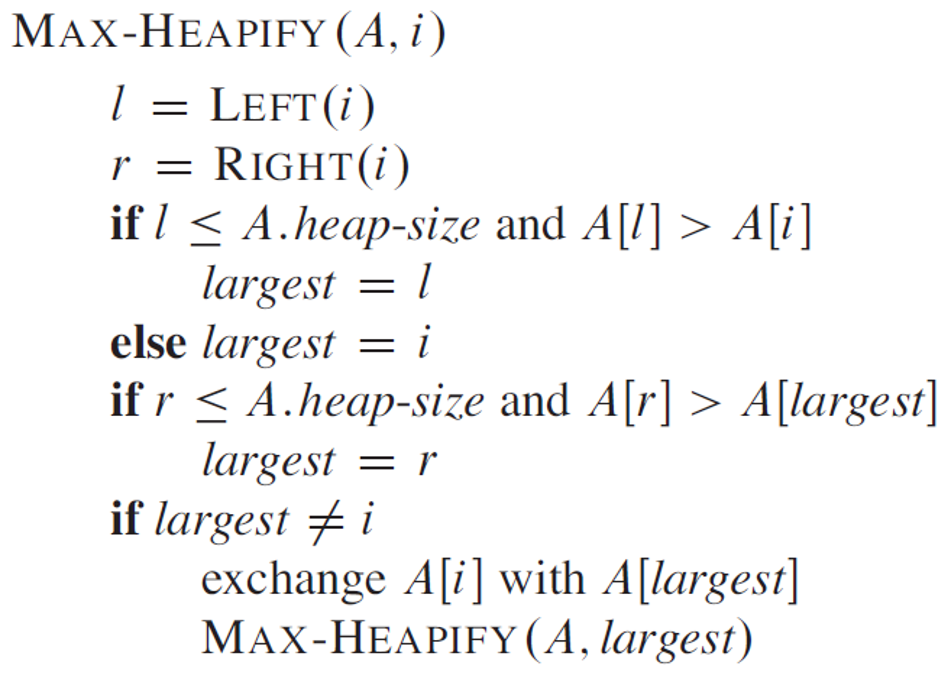 MAX-HEAPIFY(A, i)
l = LEFT(i)
r = RIGHT(i)
if l ≤ A.heap-size and A[l] > A[i]
largest = l
else largest = i
if r ≤ A.heap-size and A[r] > A[largest]
largest = r
if largest ≠ i
exchange A[i] with A[largest]
MAX-HEAPIFY(A, largest)